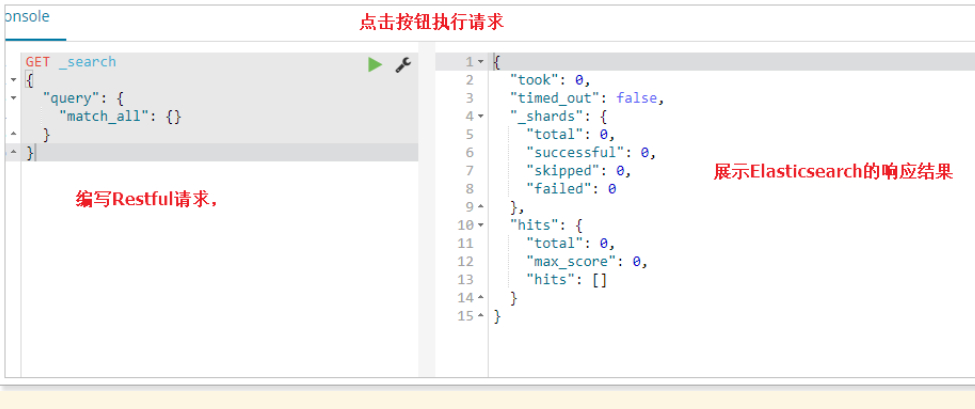 onsole
点击按钮执行请求
GET _search
{
"query": {
"match_all": {}
}
}
编写Restful请求，
1 {
2 "took": 0,
3 "timed_out": false,
4 "_shards": {
5 "total": 0,
6 "successful": 0,
7 "skipped": 0,
8 "failed": 0
9 },
10 "hits": {
11 "total": 0,
12 "max_score": 0,
13 "hits": []
14 }
15 }
展示Elasticsearch的响应结果